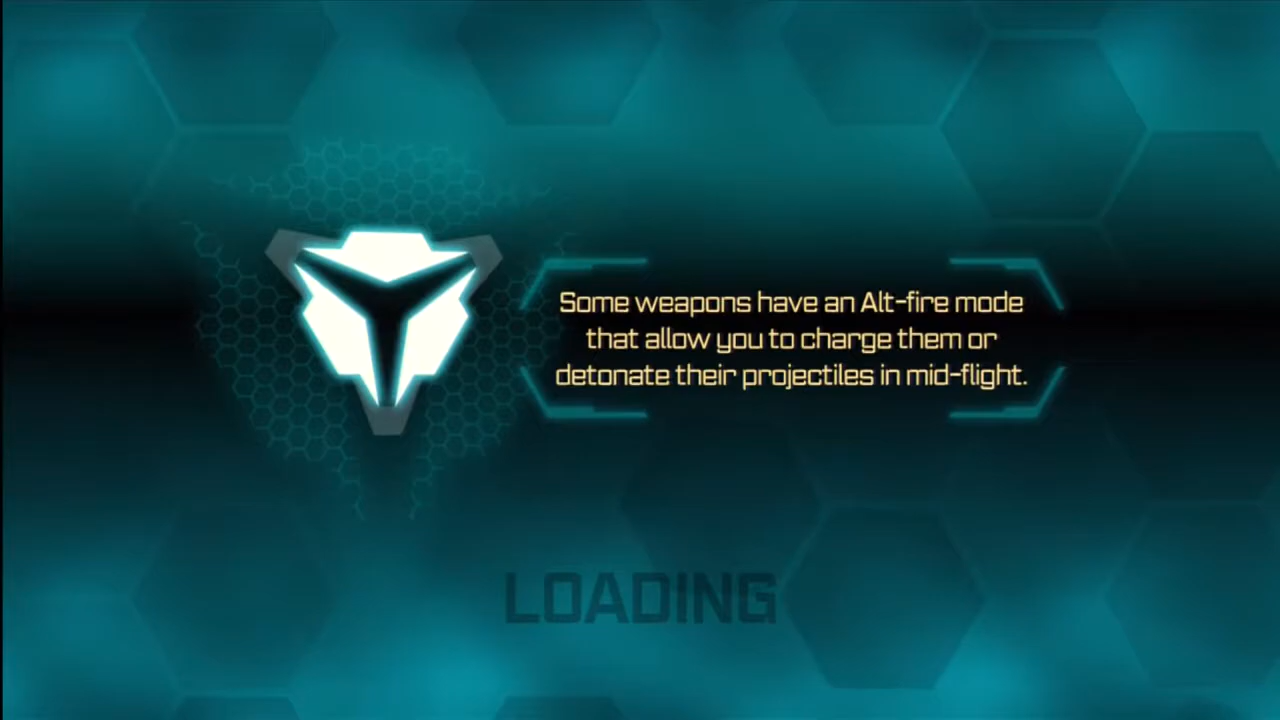 Some weapons have an Alt-fire mode
that allow you to charge them or
detonate their projectiles in mid-flight.
LOADING